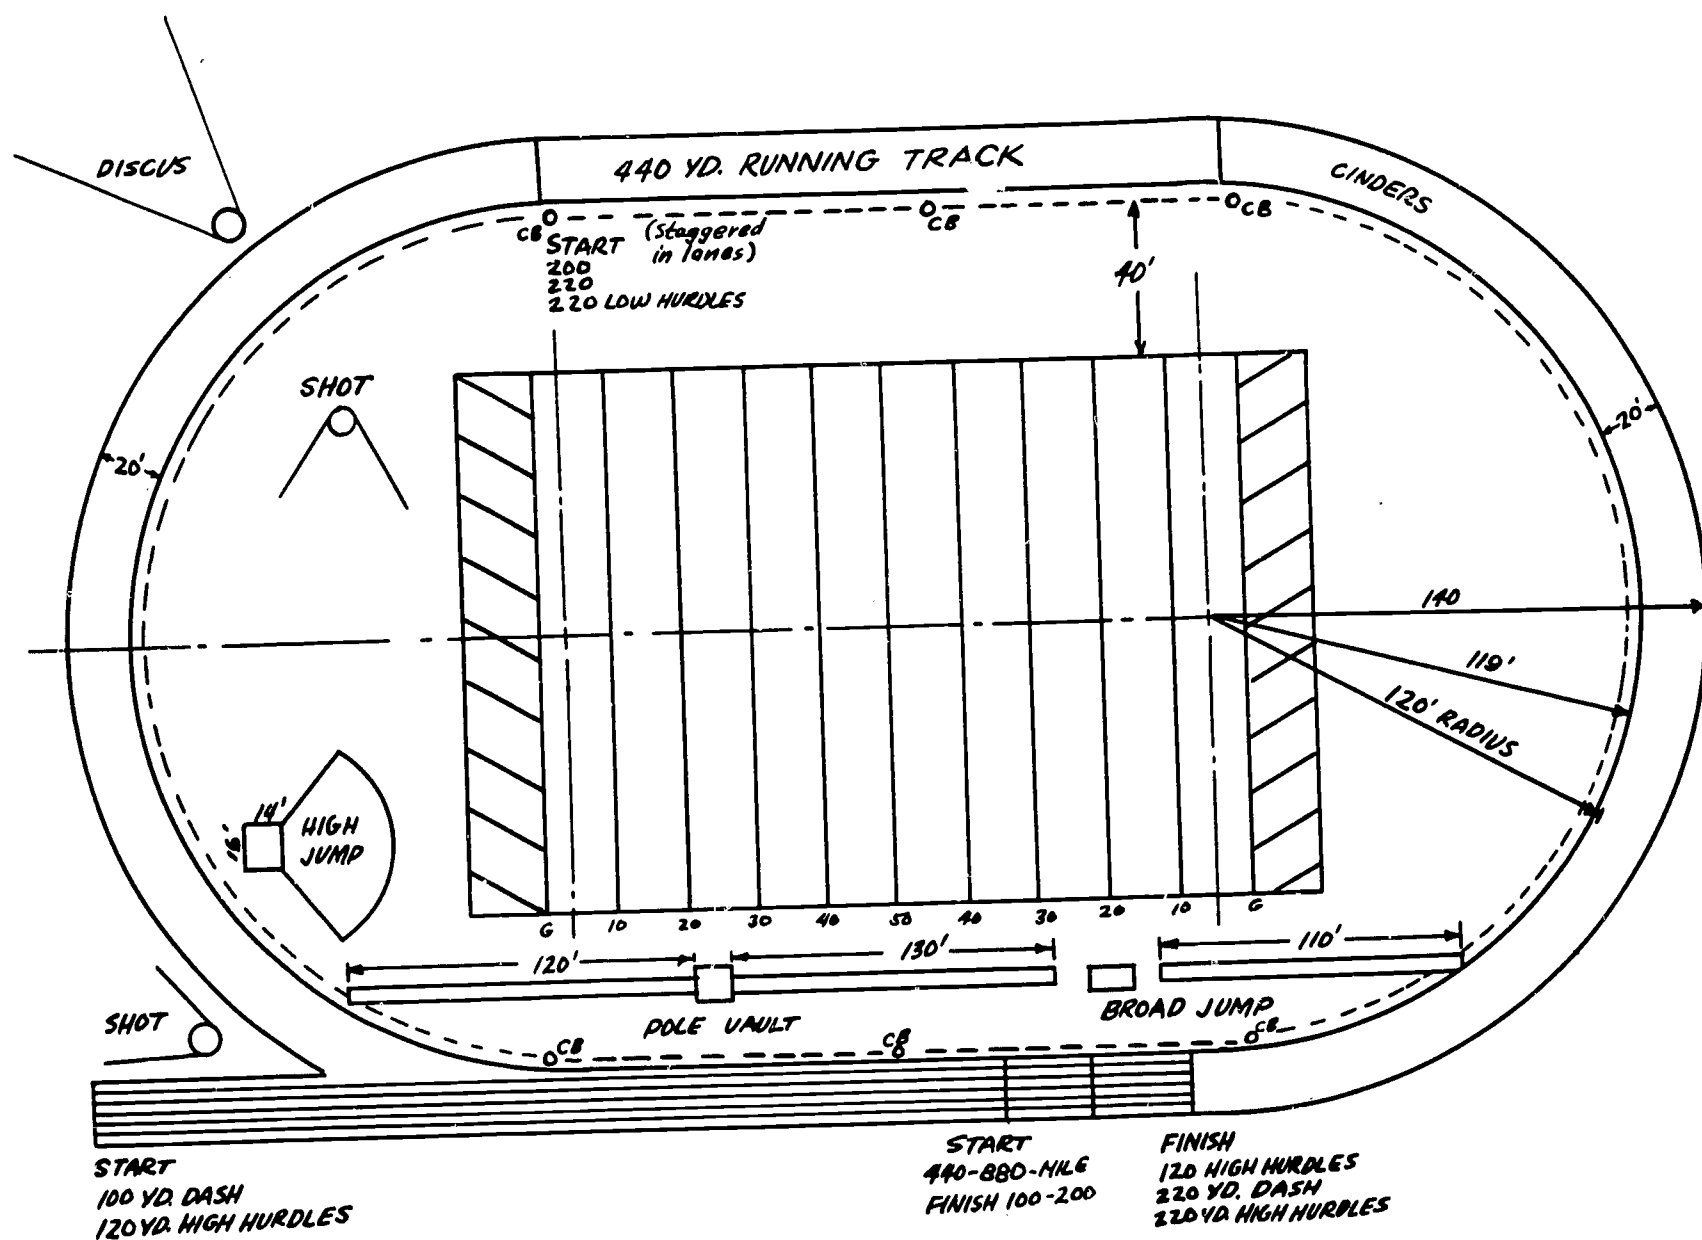 DISCUS
440 YD. RUNNING TRACK
CINDERS
CB
CB
CB
START (Staggered
in lanes)
200
220
220 LOW HURDLES
40'
SHOT
20'
20'
140
119'
120' RADIUS
14'
16'
HIGH
JUMP
G 10 20 30 40 50 40 30 20 10 G
120'
130'
110'
POLE VAULT
BROAD JUMP
SHOT
CB
CB
CB
START
100 YD. DASH
120 YD. HIGH HURDLES
START
440-880-MILE
FINISH 100-200
FINISH
120 HIGH HURDLES
220 YD. DASH
220 YD. HIGH HURDLES